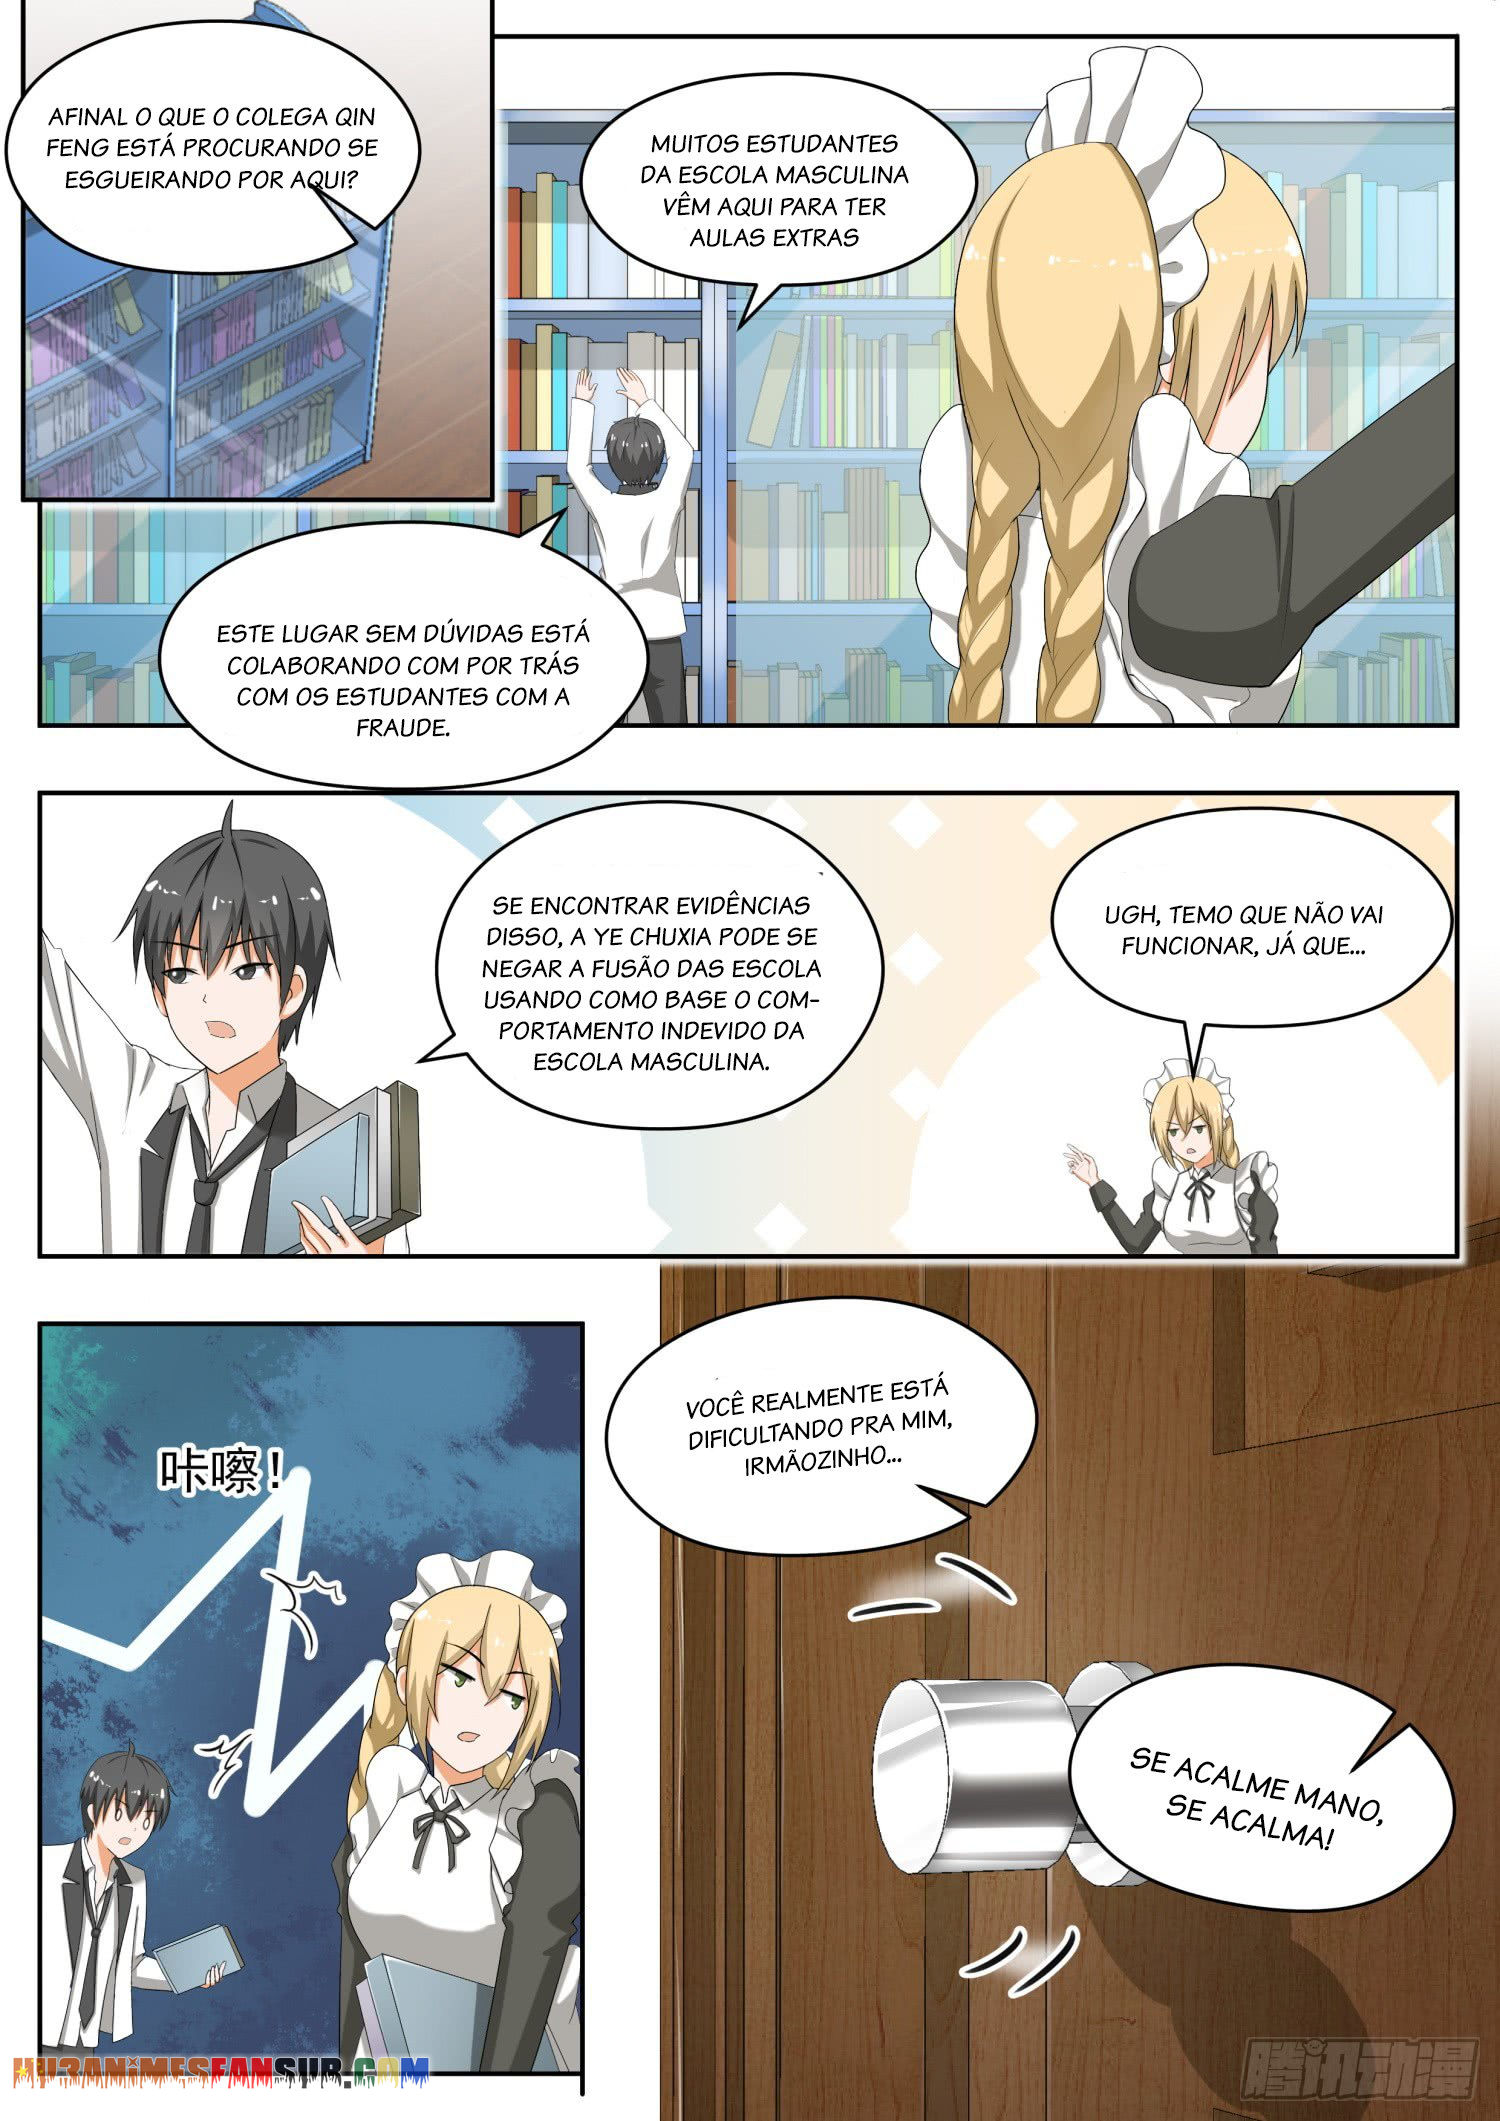 AFINAL O QUE O COLEGA QIN
FENG ESTÁ PROCURANDO SE
ESGUEIRANDO POR AQUI?
MUITOS ESTUDANTES
DA ESCOLA MASCULINA
VÊM AQUI PARA TER
AULAS EXTRAS
ESTE LUGAR SEM DÚVIDAS ESTÁ
COLABORANDO COM POR TRÁS
COM OS ESTUDANTES COM A
FRAUDE.
SE ENCONTRAR EVIDÊNCIAS
DISSO, A YE CHUXIA PODE SE
NEGAR A FUSÃO DAS ESCOLA
USANDO COMO BASE O COM-
PORTAMENTO INDEVIDO DA
ESCOLA MASCULINA.
UGH, TEMO QUE NÃO VAI
FUNCIONAR, JÁ QUE...
咔嚓!
VOCÊ REALMENTE ESTÁ
DIFICULTANDO PRA MIM,
IRMÃOZINHO...
SE ACALME MANO,
SE ACALMA!
HU3ANIMESFANSUB.COM
腾讯动漫